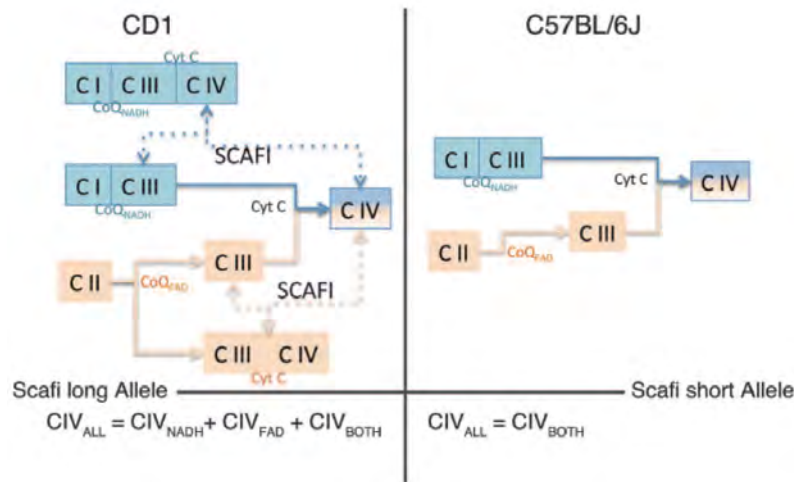 CD1
C57BL/6J
Cyt C
C I C III C IV
CoQNADH
SCAFI
C I C III
CoQNADH
Cyt C
C IV
C III
C II
CoQFAD
SCAFI
C III C IV
Cyt C
C I C III
CoQNADH
Cyt C
C IV
C III
C II
CoQFAD
Scafi long Allele
Scafi short Allele
CIVALL = CIVNADH+ CIVFAD + CIVBOTH
CIVALL = CIVBOTH